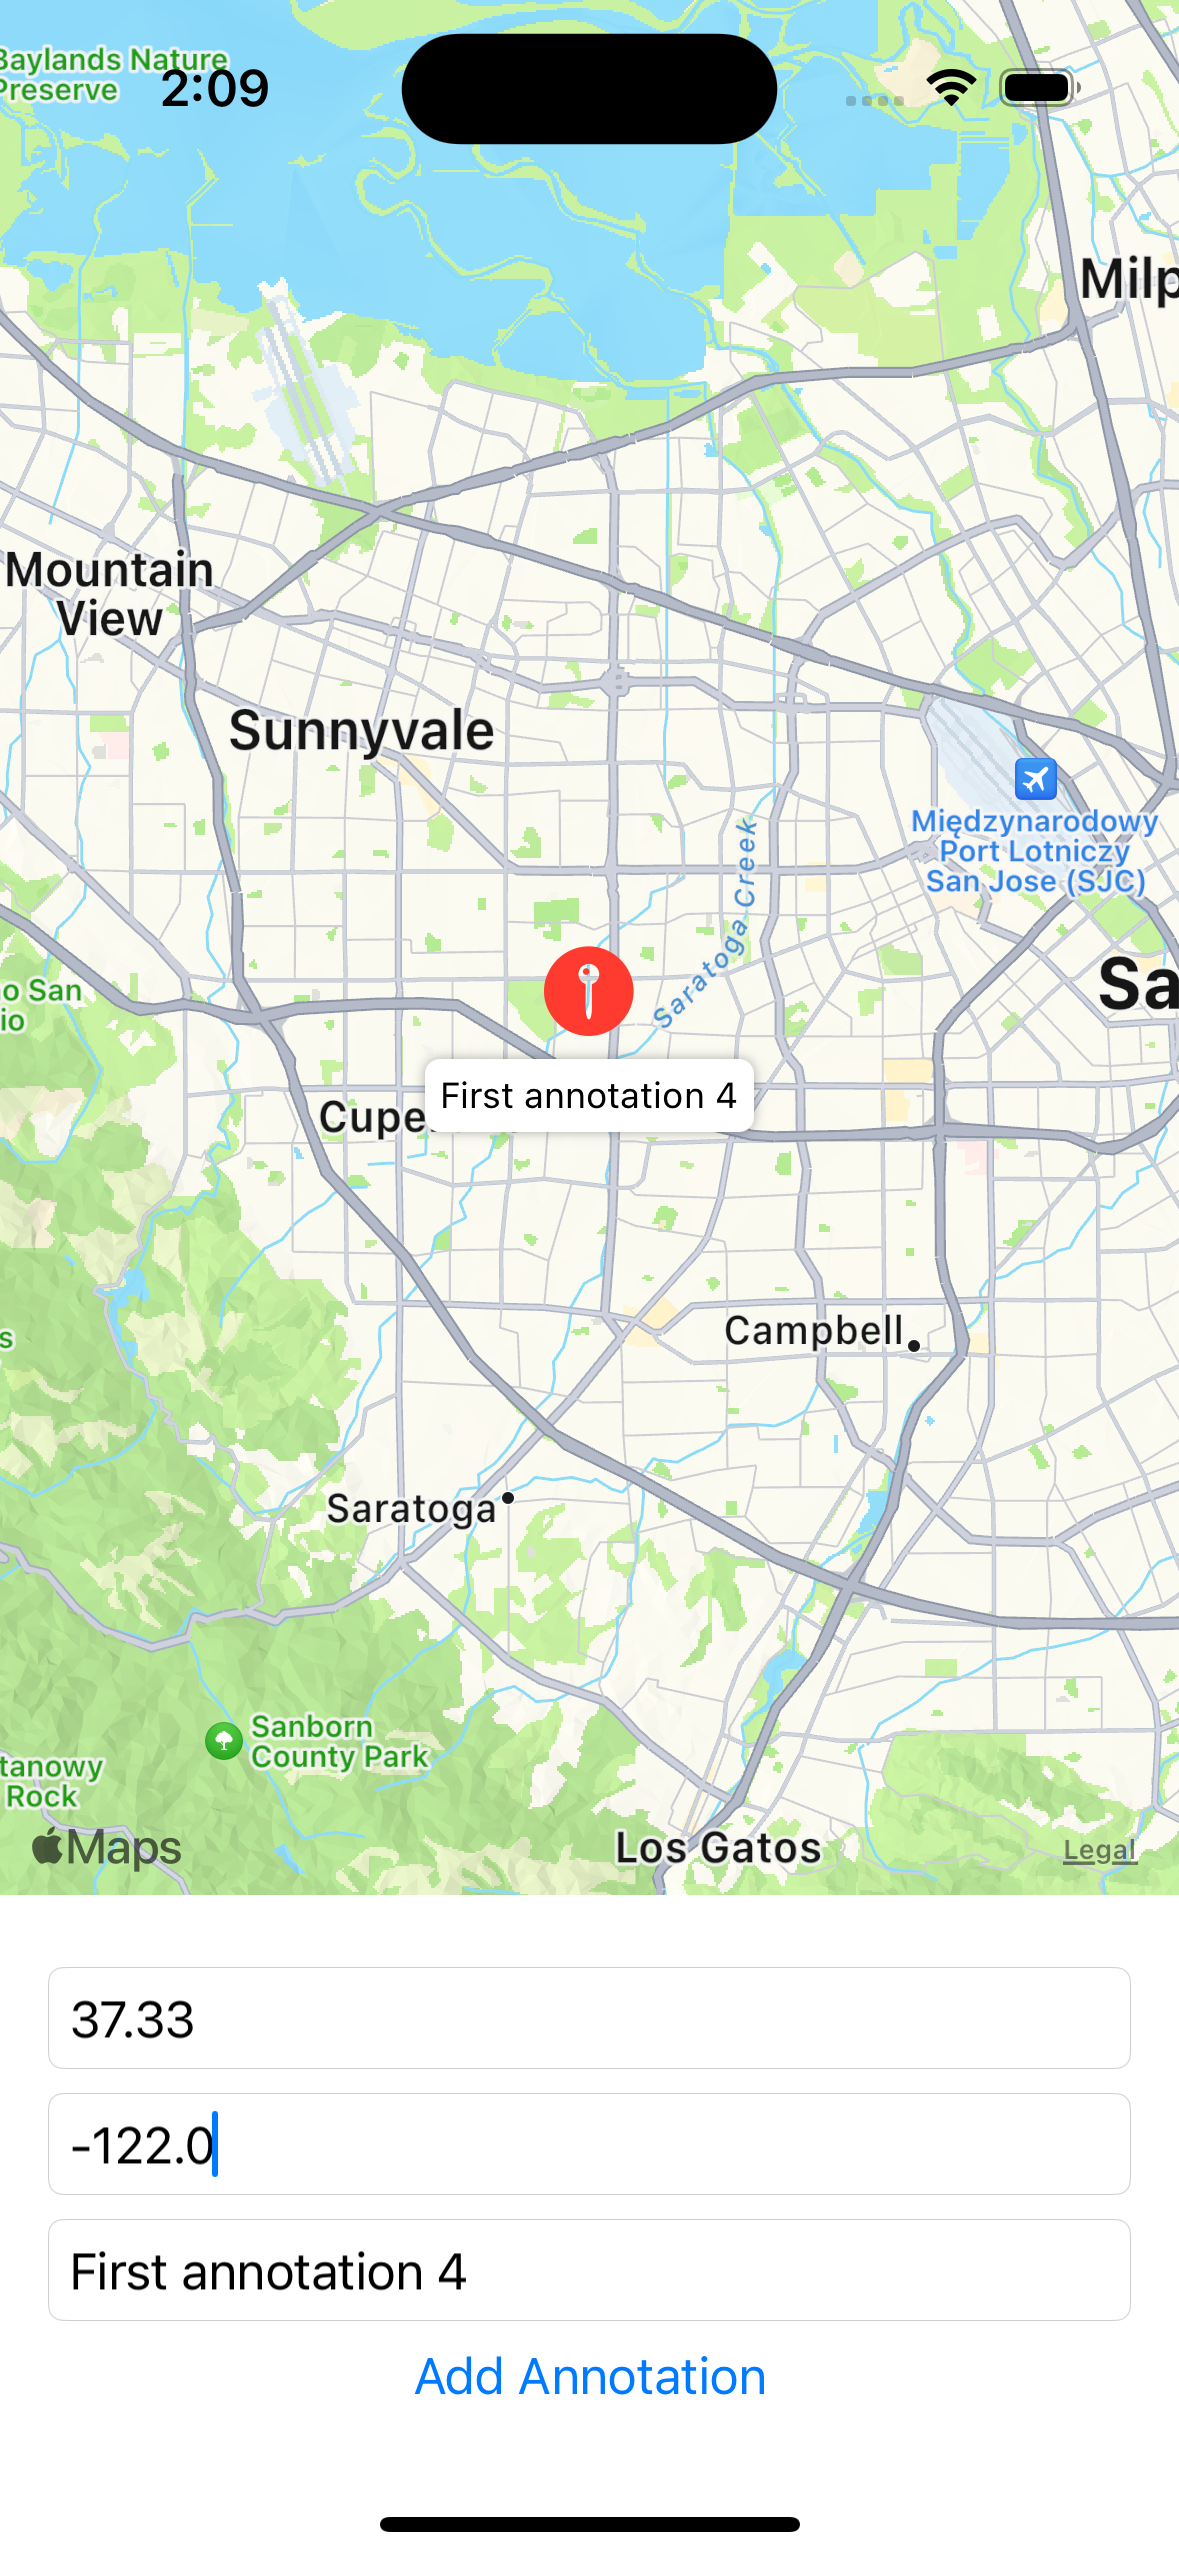 Baylands Nature
Preserve
2:09
Milp
Mountain
View
Sunnyvale
Międzynarodowy
Port Lotniczy
San Jose (SJC)
Saratoga Creek
o San
io
Sa
First annotation 4
Cupe
s
Campbell
Saratoga
Sanborn
County Park
tanowy
Rock
Maps
Los Gatos
Legal
37.33
-122.0
First annotation 4
Add Annotation